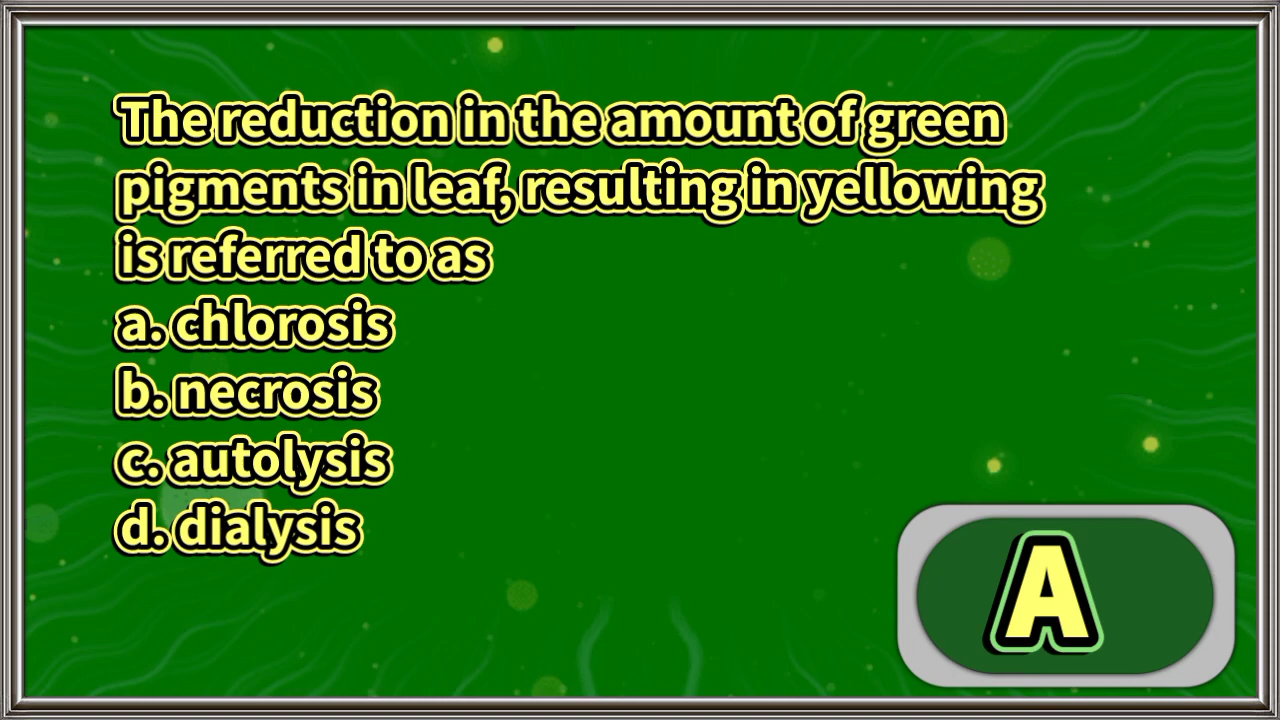 The reduction in the amount of green
pigments in leaf, resulting in yellowing
is referred to as
a. chlorosis
b. necrosis
c. autolysis
d. dialysis
A